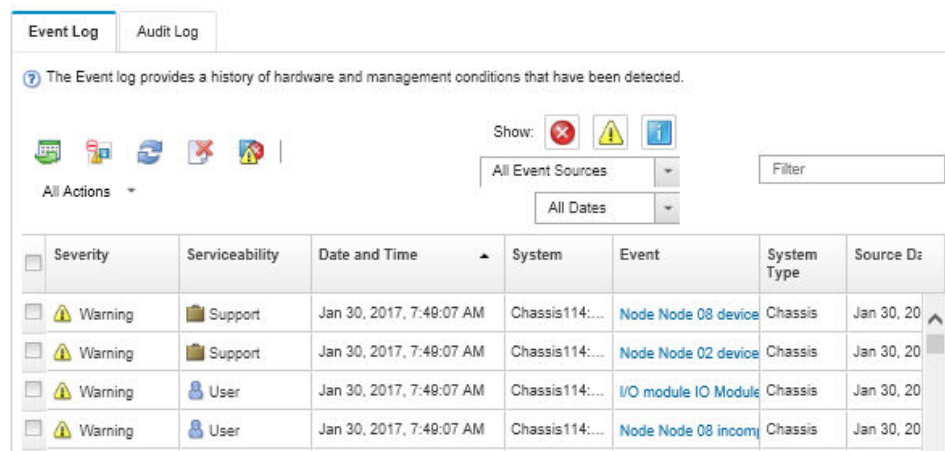 Event Log Audit Log
The Event log provides a history of hardware and management conditions that have been detected.
Show:
All Event Sources
Filter
All Actions
All Dates
Severity Serviceability Date and Time System Event System Type Source Da
Warning Support Jan 30, 2017, 7:49:07 AM Chassis114:... Node Node 08 device Chassis Jan 30, 20
Warning Support Jan 30, 2017, 7:49:07 AM Chassis114:... Node Node 02 device Chassis Jan 30, 20
Warning User Jan 30, 2017, 7:49:07 AM Chassis114:... I/O module IO Module Chassis Jan 30, 20
Warning User Jan 30, 2017, 7:49:07 AM Chassis114:... Node Node 08 incom Chassis Jan 30, 20